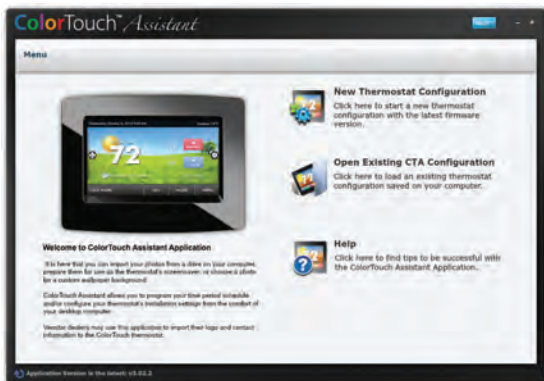 ColorTouch™ Assistant
Menu
72
Welcome to ColorTouch Assistant Application
It is here that you can import your photos from a drive on your computer,
prepare them for use as the thermostat's screensaver, or choose a photo
for a custom wallpaper background.
ColorTouch Assistant allows you to program your time period schedule
and/or configure your thermostat's installation settings from the comfort of
your desktop computer.
Venstar dealers may use this application to import their logo and contact
information to the ColorTouch thermostat.
New Thermostat Configuration
Click here to start a new thermostat
configuration with the latest firmware
version.
Open Existing CTA Configuration
Click here to load an existing thermostat
configuration saved on your computer.
Help
Click here to find tips to be successful with
the ColorTouch Assistant Application.
Application Version is the latest: v3.02.2